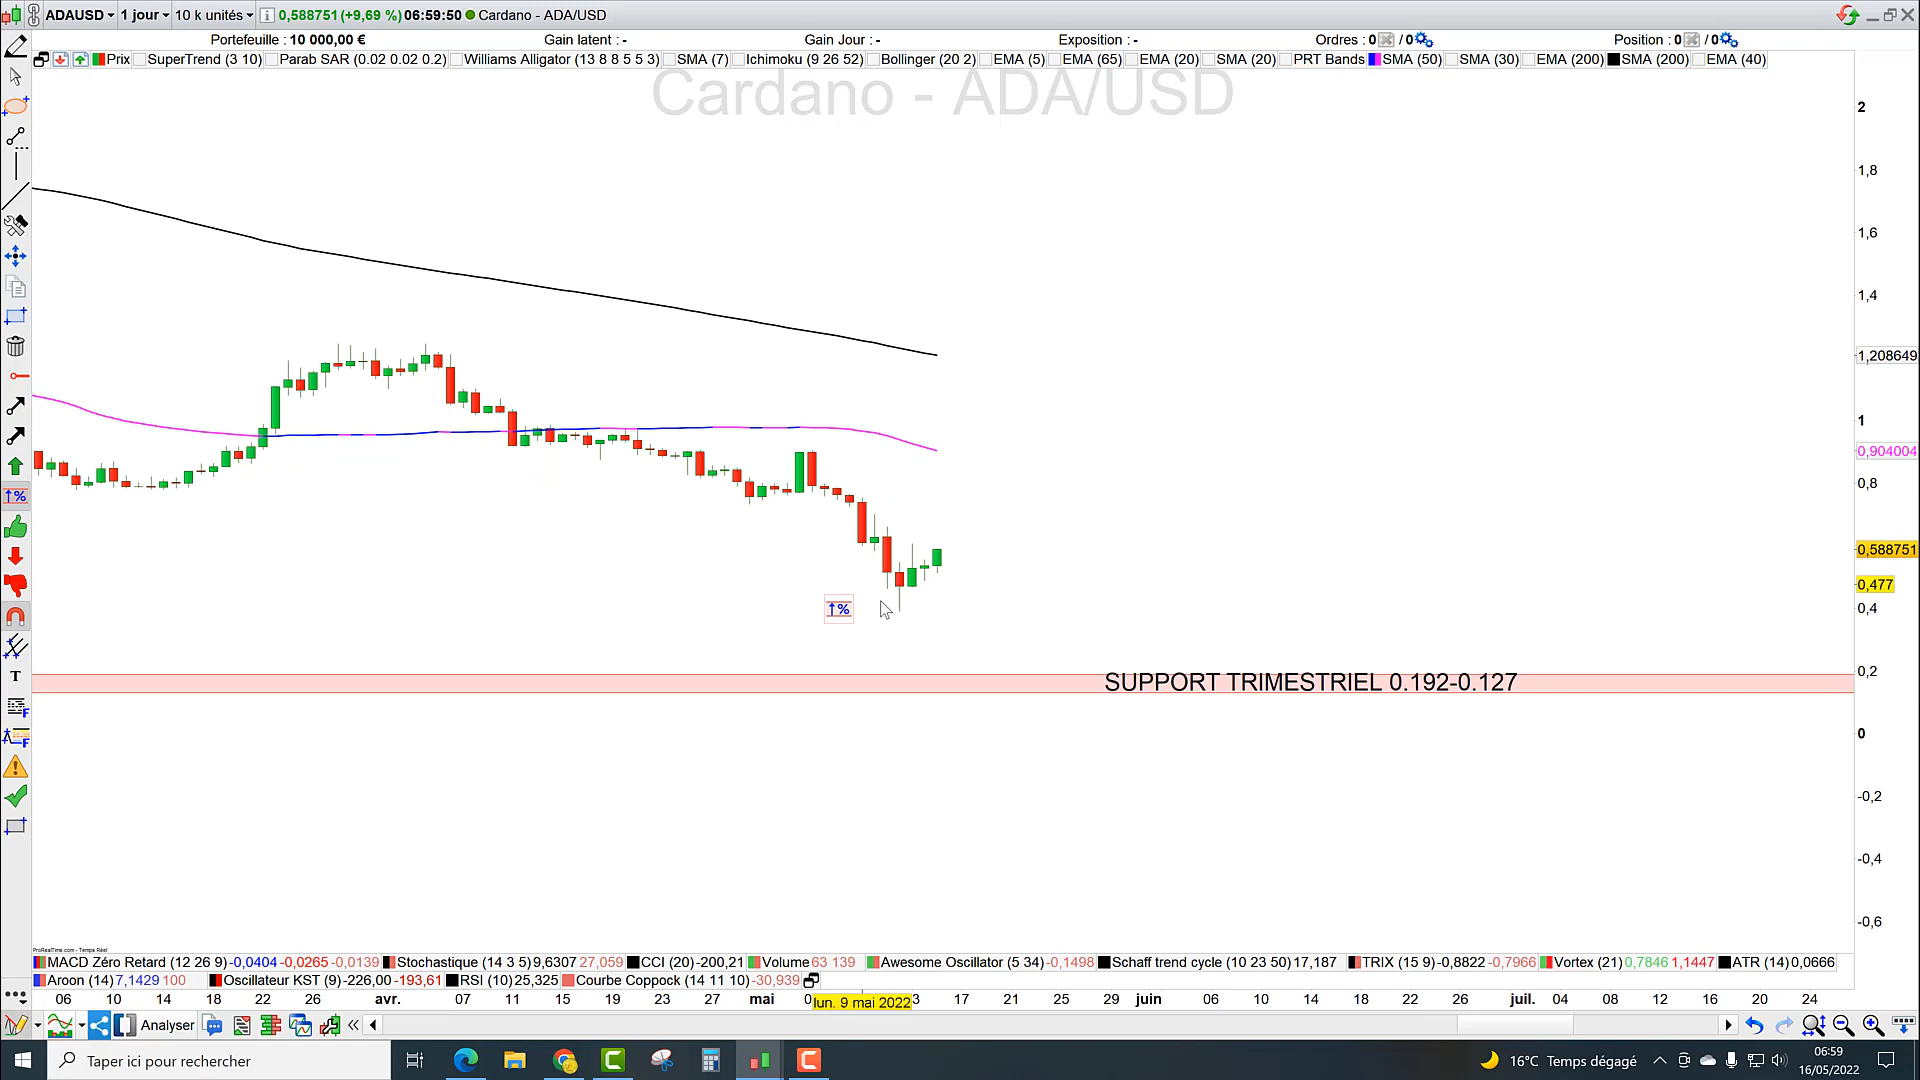 ADAUSD 1 jour 10 k unités 0,588751 (+9,69 %) 06:59:50 Cardano - ADA/USD
Portefeuille : 10 000,00 € Gain latent : - Gain Jour : - Exposition : - Ordres : 0 / 0 Position : 0 / 0
Prix SuperTrend (3 10) Parab SAR (0.02 0.02 0.2) Williams Alligator (13 8 8 5 5 3) SMA (7) Ichimoku (9 26 52) Bollinger (20 2) EMA (5) EMA (65) EMA (20) SMA (20) PRT Bands SMA (50) SMA (30) EMA (200) SMA (200) EMA (40)
Cardano - ADA/USD
2
1,8
1,6
1,4
1,208649
1
0,904004
0,8
0,588751
0,477
0,4
↑%
↑%
T
0,2
SUPPORT TRIMESTRIEL 0.192-0.127
0
-0,2
-0,4
-0,6
ProRealTime.com - Temps Réel
MACD Zéro Retard (12 26 9) -0,0404 -0,0265 -0,0139 Stochastique (14 3 5) 9,6307 27,059 CCI (20) -200,21 Volume 63 139 Awesome Oscillator (5 34) -0,1498 Schaff trend cycle (10 23 50) 17,187 TRIX (15 9) -0,8822 -0,7966 Vortex (21) 0,7846 1,1447 ATR (14) 0,0666
Aroon (14) 7,1429 100 Oscillateur KST (9) -226,00 -193,61 RSI (10) 25,325 Courbe Coppock (14 11 10) -30,939
06 10 14 18 22 26 avr. 07 11 15 19 23 27 mai 0 lun. 9 mai 2022 3 17 21 25 29 juin 06 10 14 18 22 26 juil. 04 08 12 16 20 24
Analyser
Taper ici pour rechercher
16°C Temps dégagé
06:59
16/05/2022